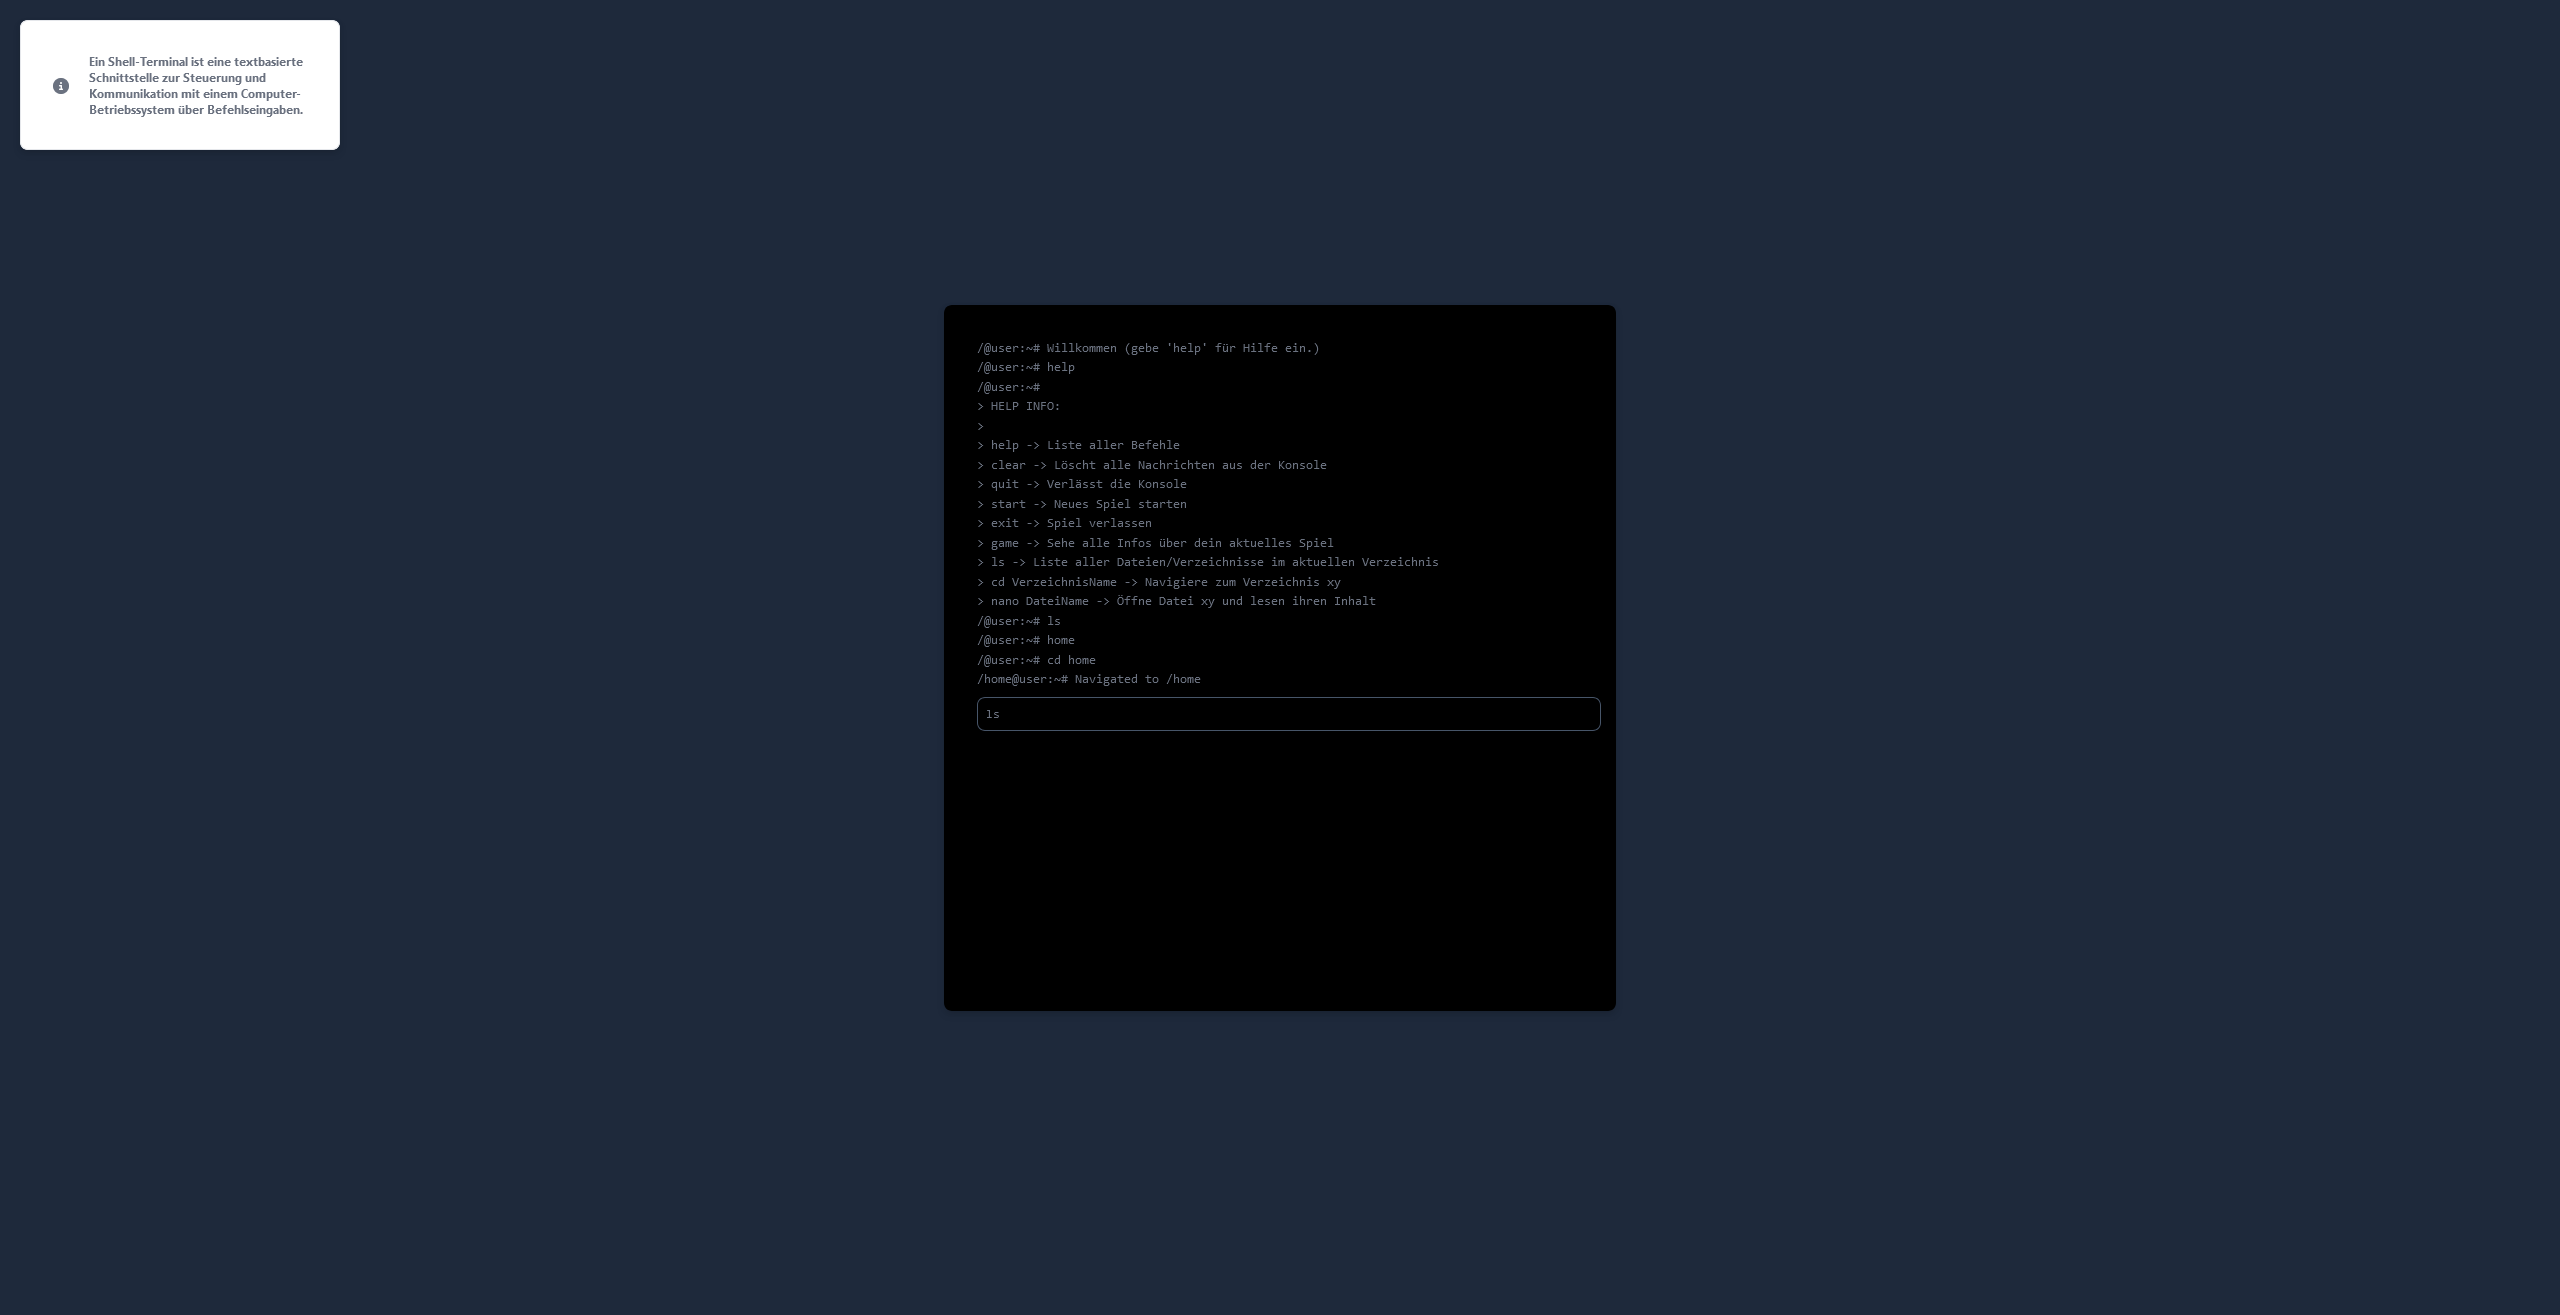 Ein Shell-Terminal ist eine textbasierte
Schnittstelle zur Steuerung und
Kommunikation mit einem Computer-
Betriebssystem über Befehlseingaben.
/@user:~# Willkommen (gebe 'help' für Hilfe ein.)
/@user:~# help
/@user:~#
> HELP INFO:
>
> help -> Liste aller Befehle
> clear -> Löscht alle Nachrichten aus der Konsole
> quit -> Verlässt die Konsole
> start -> Neues Spiel starten
> exit -> Spiel verlassen
> game -> Sehe alle Infos über dein aktuelles Spiel
> ls -> Liste aller Dateien/Verzeichnisse im aktuellen Verzeichnis
> cd VerzeichnisName -> Navigiere zum Verzeichnis xy
> nano DateiName -> Öffne Datei xy und lesen ihren Inhalt
/@user:~# ls
/@user:~# home
/@user:~# cd home
/home@user:~# Navigated to /home
ls